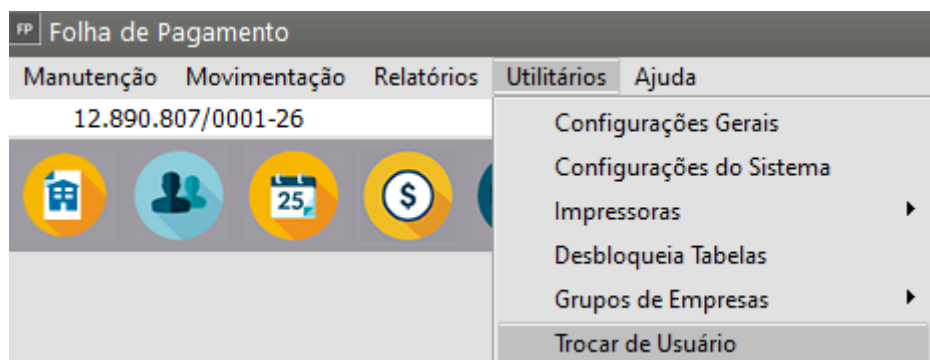 FP Folha de Pagamento
Manutenção Movimentação Relatórios Utilitários Ajuda
12.890.807/0001-26
Configurações Gerais
Configurações do Sistema
Impressoras
Desbloqueia Tabelas
Grupos de Empresas
Trocar de Usuário
25
$